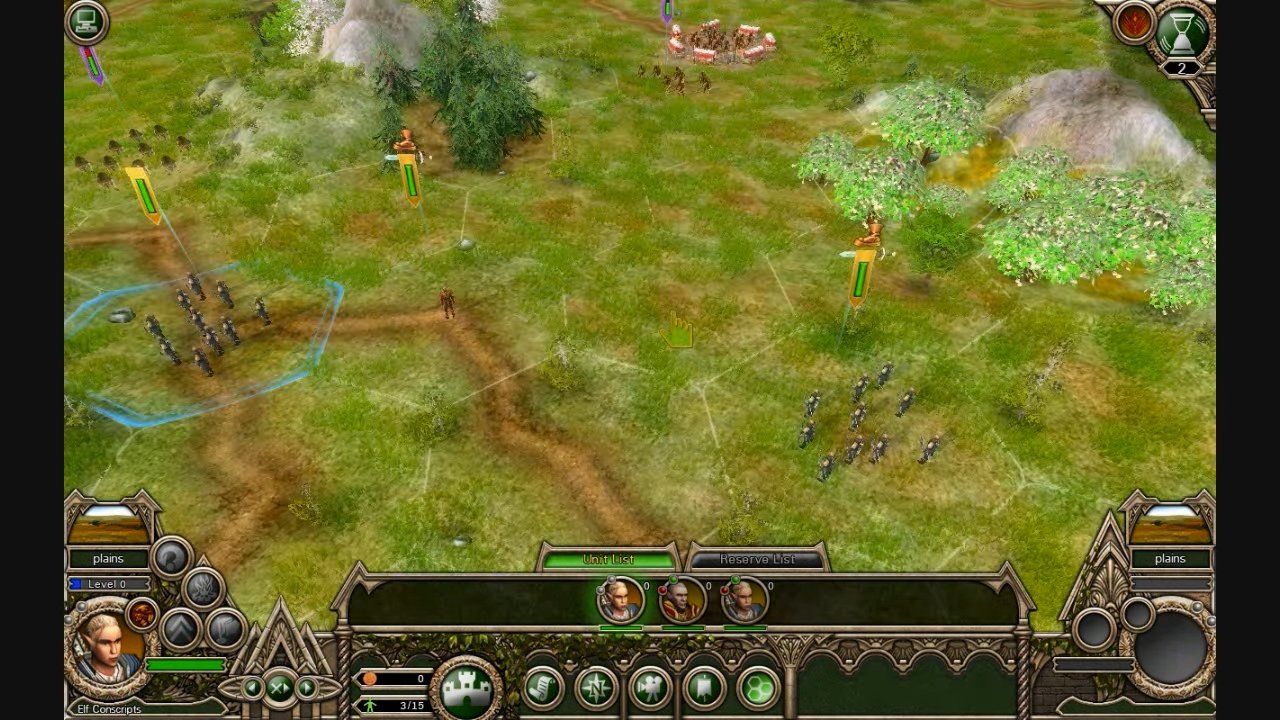 2
plains
Level 0
Elf Conscripts
Unit List
Reserve List
0
0
0
0
3/15
plains